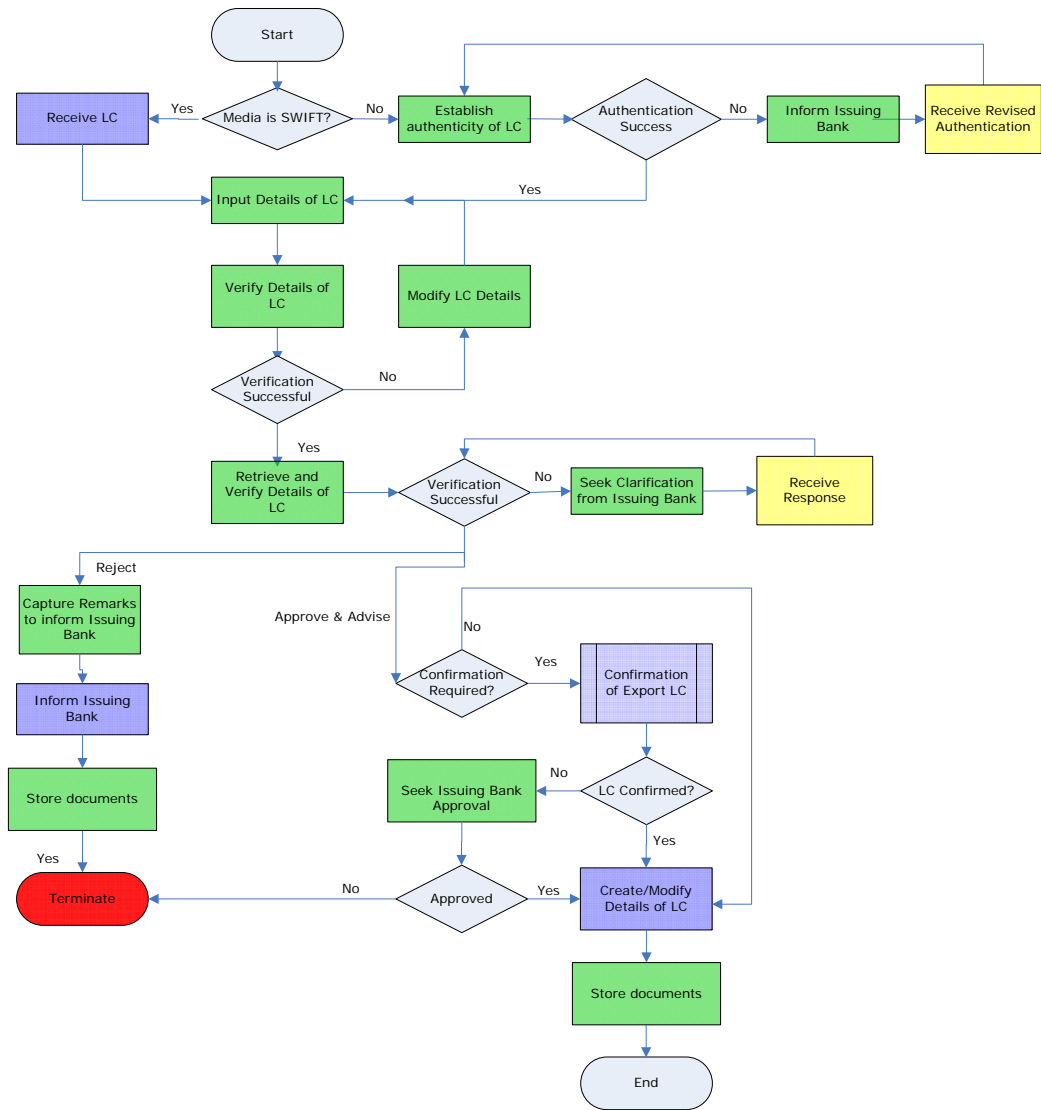 Start
Receive LC
Yes
Media is SWIFT?
No
Establish
authenticity of LC
Authentication
Success
No
Inform Issuing
Bank
Receive Revised
Authentication
Input Details of LC
Yes
Verify Details of
LC
Modify LC Details
Verification
Successful
No
Yes
Retrieve and
Verify Details of
LC
Verification
Successful
No
Seek Clarification
from Issuing Bank
Receive
Response
Reject
Capture Remarks
to inform Issuing
Bank
Approve & Advise
No
Confirmation
Required?
Yes
Confirmation
of Export LC
Inform Issuing
Bank
Store documents
Seek Issuing Bank
Approval
No
LC Confirmed?
Yes
Yes
Terminate
No
Approved
Yes
Create/Modify
Details of LC
Store documents
End